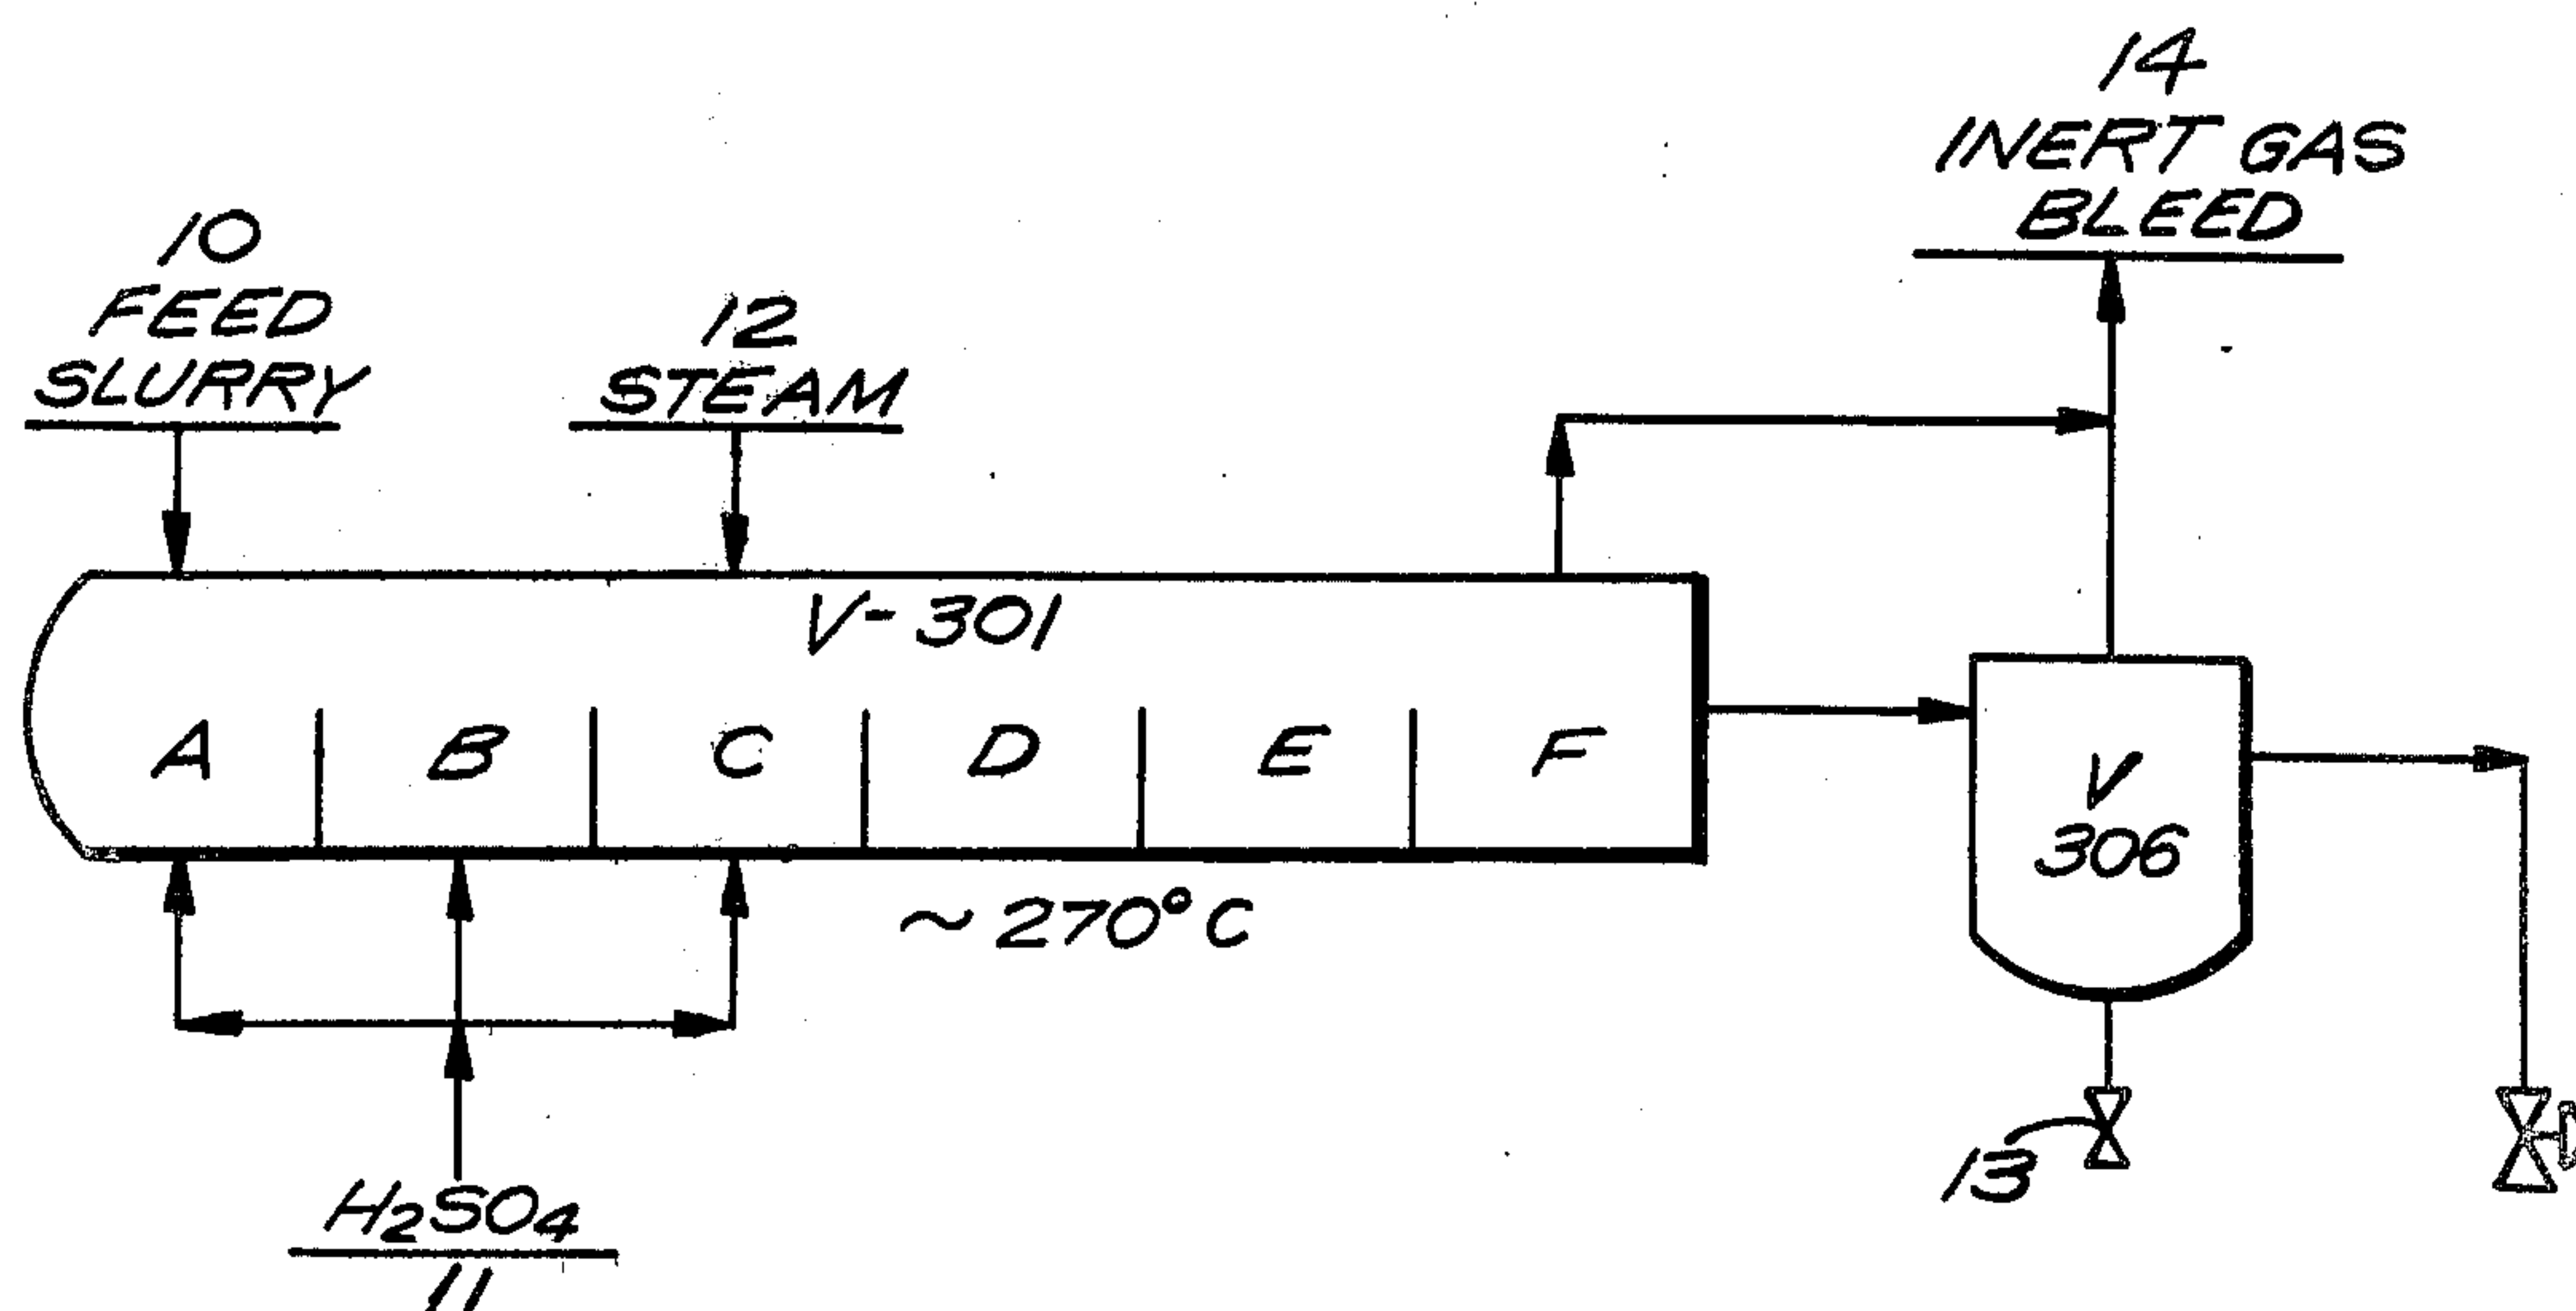 14
INERT GAS
BLEED
10
FEED
SLURRY
12
STEAM
V-301
A B C D E F
V
306
~270°C
13
H₂SO₄
11